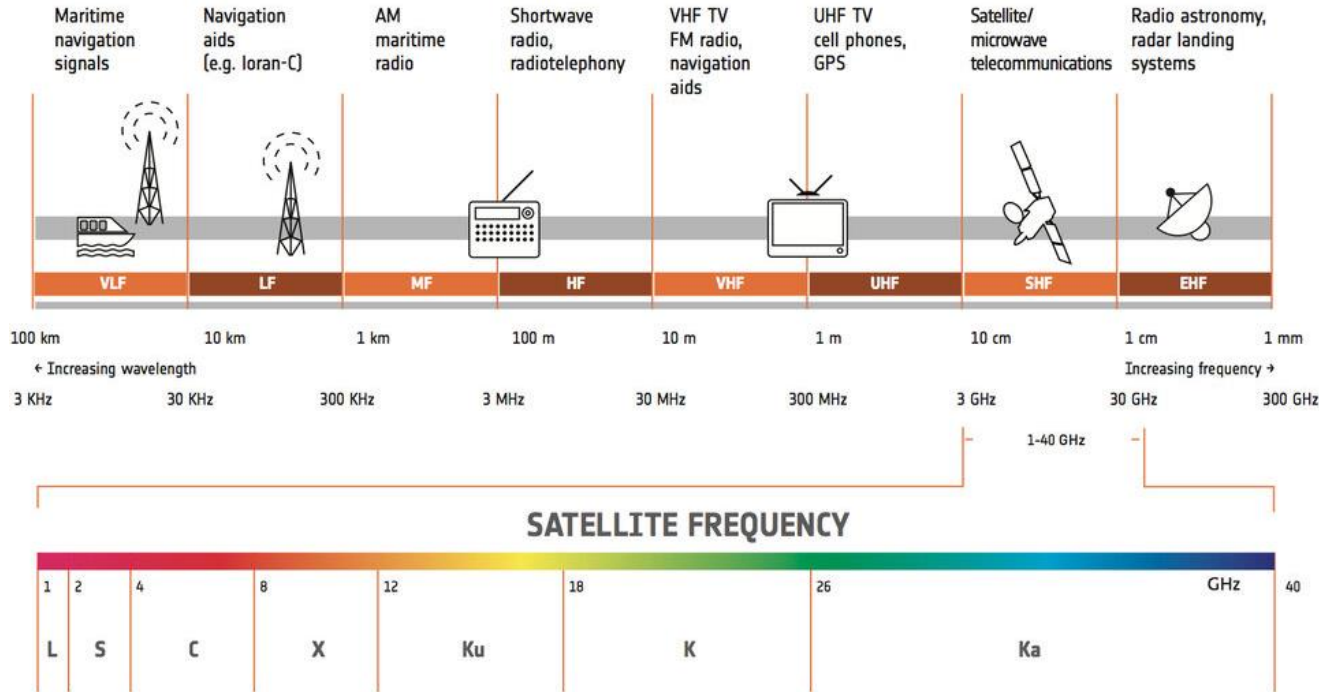 Maritime
navigation
signals
Navigation
aids
(e.g. loran-C)
AM
maritime
radio
Shortwave
radio,
radiotelephony
VHF TV
FM radio,
navigation
aids
UHF TV
cell phones,
GPS
Satellite/
microwave
telecommunications
Radio astronomy,
radar landing
systems
VLF LF MF HF VHF UHF SHF EHF
100 km 10 km 1 km 100 m 10 m 1 m 10 cm 1 cm 1 mm
← Increasing wavelength Increasing frequency →
3 KHz 30 KHz 300 KHz 3 MHz 30 MHz 300 MHz 3 GHz 30 GHz 300 GHz
1-40 GHz
SATELLITE FREQUENCY
1 2 4 8 12 18 26 GHz 40
L S C X Ku K Ka